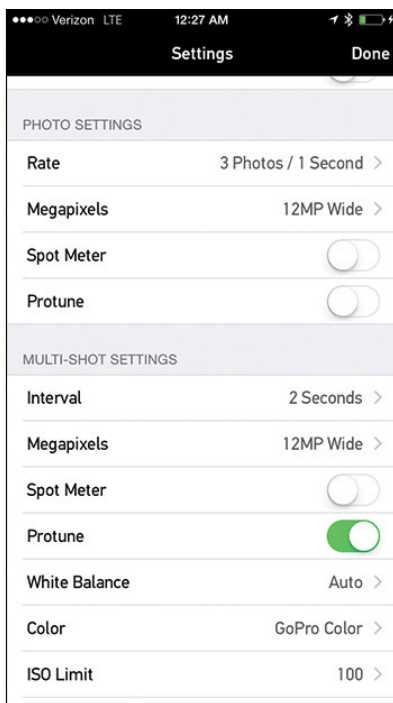 Verizon LTE 12:27 AM
Settings Done
PHOTO SETTINGS
Rate 3 Photos / 1 Second >
Megapixels 12MP Wide >
Spot Meter
Protune
MULTI-SHOT SETTINGS
Interval 2 Seconds >
Megapixels 12MP Wide >
Spot Meter
Protune
White Balance Auto >
Color GoPro Color >
ISO Limit 100 >